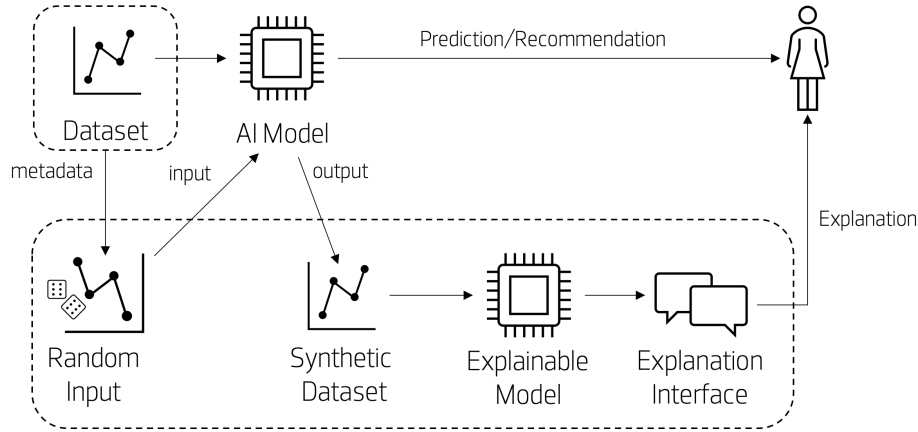 Prediction/Recommendation
Dataset
AI Model
metadata
input
output
Explanation
Random
Input
Synthetic
Dataset
Explainable
Model
Explanation
Interface